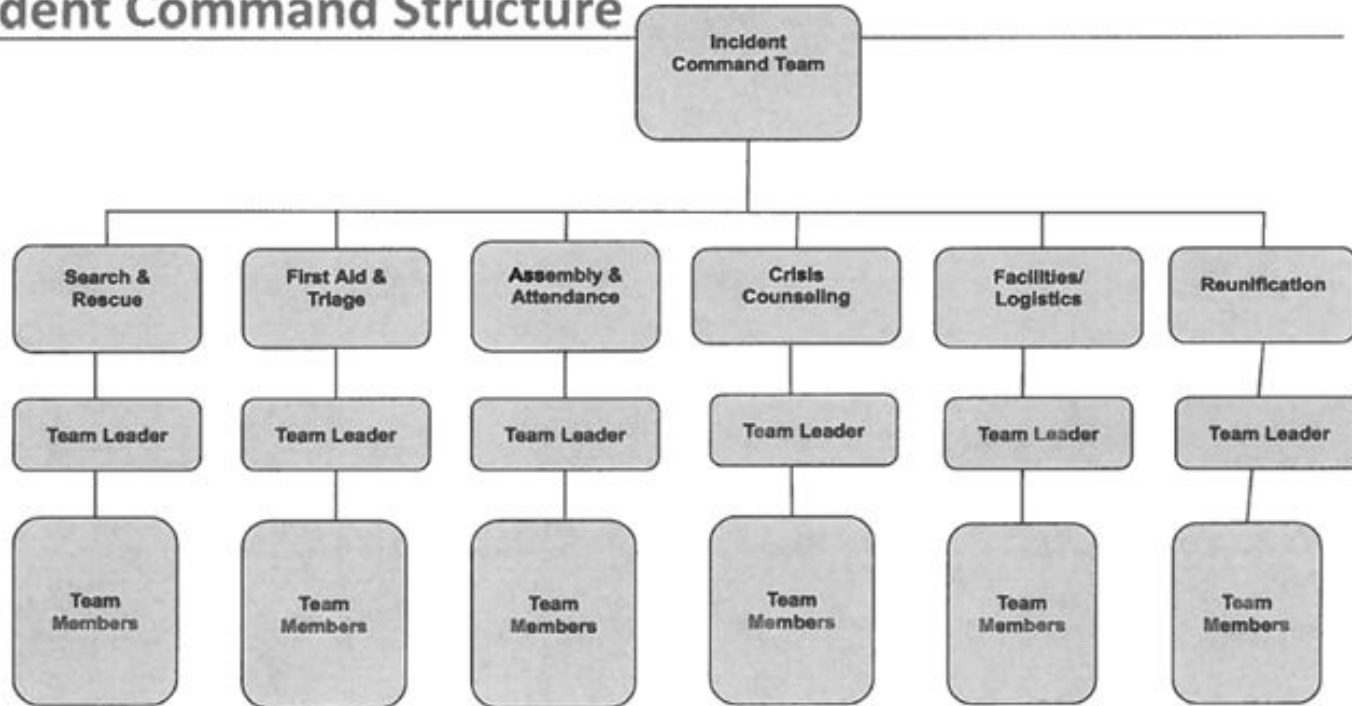 dent Command Structure
Incident
Command Team
Search &
Rescue
First Aid &
Triage
Assembly &
Attendance
Crisis
Counseling
Facilities/
Logistics
Reunification
Team Leader
Team Leader
Team Leader
Team Leader
Team Leader
Team Leader
Team
Members
Team
Members
Team
Members
Team
Members
Team
Members
Team
Members